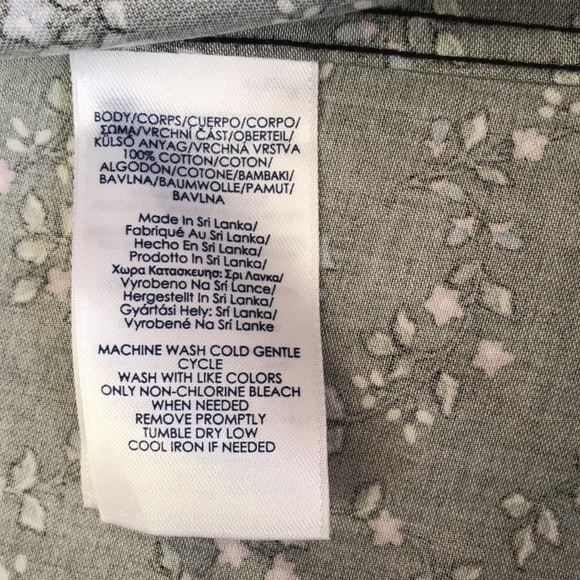 BODY/CORPS/CUERPO/CORPO/
ΣΩΜΑ/VRCHNÍ ČÁST/OBERTEIL/
KÜLSŐ ANYAG/VRCHNÁ VRSTVA
100% COTTON/COTON/
ALGODÓN/COTONE/BAMBAKI/
BAVLNA/BAUMWOLLE/PAMUT/
BAVLNA
Made In Sri Lanka/
Fabriqué Au Sri Lanka/
Hecho En Sri Lanka/
Prodotto In Sri Lanka/
Χωρα Κατασκευης: Σρι Λανκα/
Vyrobeno Na Srí Lance/
Hergestellt In Sri Lanka/
Gyártási Hely: Srí Lanka/
Vyrobené Na Srí Lanke
MACHINE WASH COLD GENTLE
CYCLE
WASH WITH LIKE COLORS
ONLY NON-CHLORINE BLEACH
WHEN NEEDED
REMOVE PROMPTLY
TUMBLE DRY LOW
COOL IRON IF NEEDED